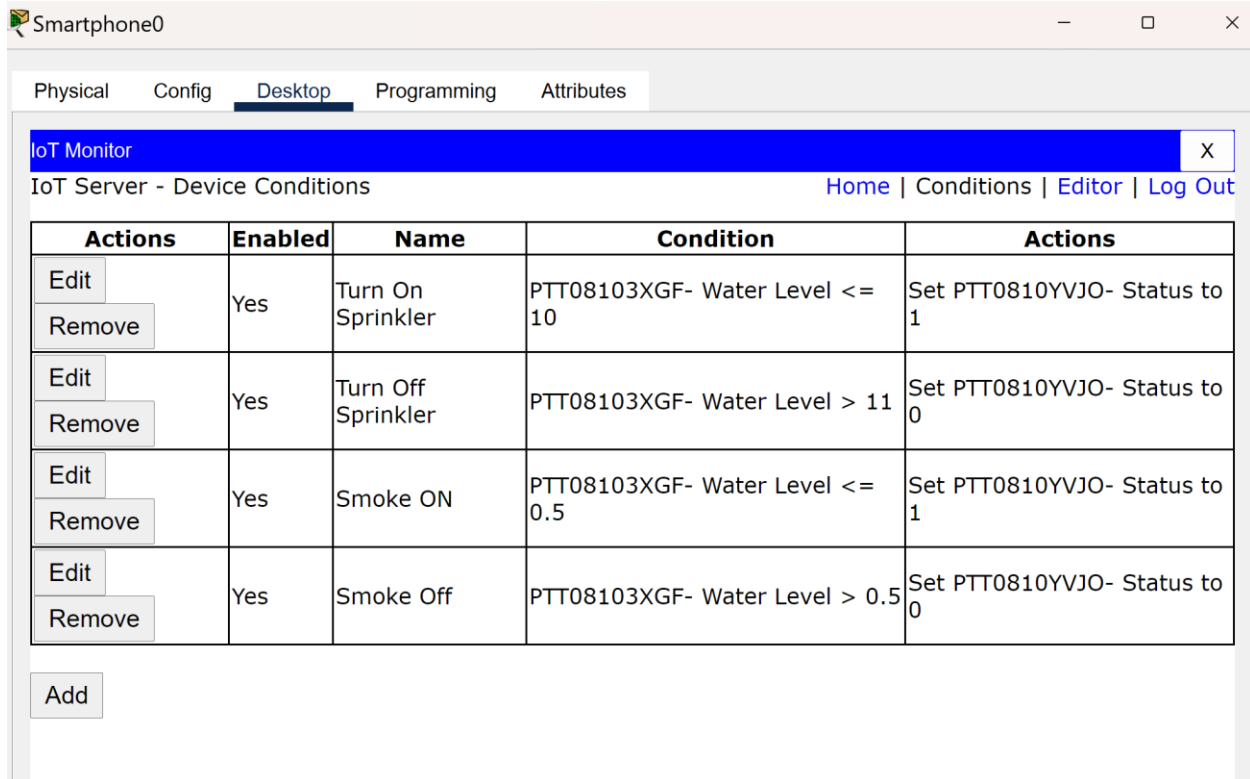 Smartphone0
Physical Config Desktop Programming Attributes
IoT Monitor X
IoT Server - Device Conditions Home | Conditions | Editor | Log Out
Actions Enabled Name Condition Actions
Edit
Remove
Yes
Turn On
Sprinkler
PTT08103XGF- Water Level <=
10
Set PTT0810YVJO- Status to
1
Edit
Remove
Yes
Turn Off
Sprinkler
PTT08103XGF- Water Level > 11
Set PTT0810YVJO- Status to
0
Edit
Remove
Yes
Smoke ON
PTT08103XGF- Water Level <=
0.5
Set PTT0810YVJO- Status to
1
Edit
Remove
Yes
Smoke Off
PTT08103XGF- Water Level > 0.5
Set PTT0810YVJO- Status to
0
Add